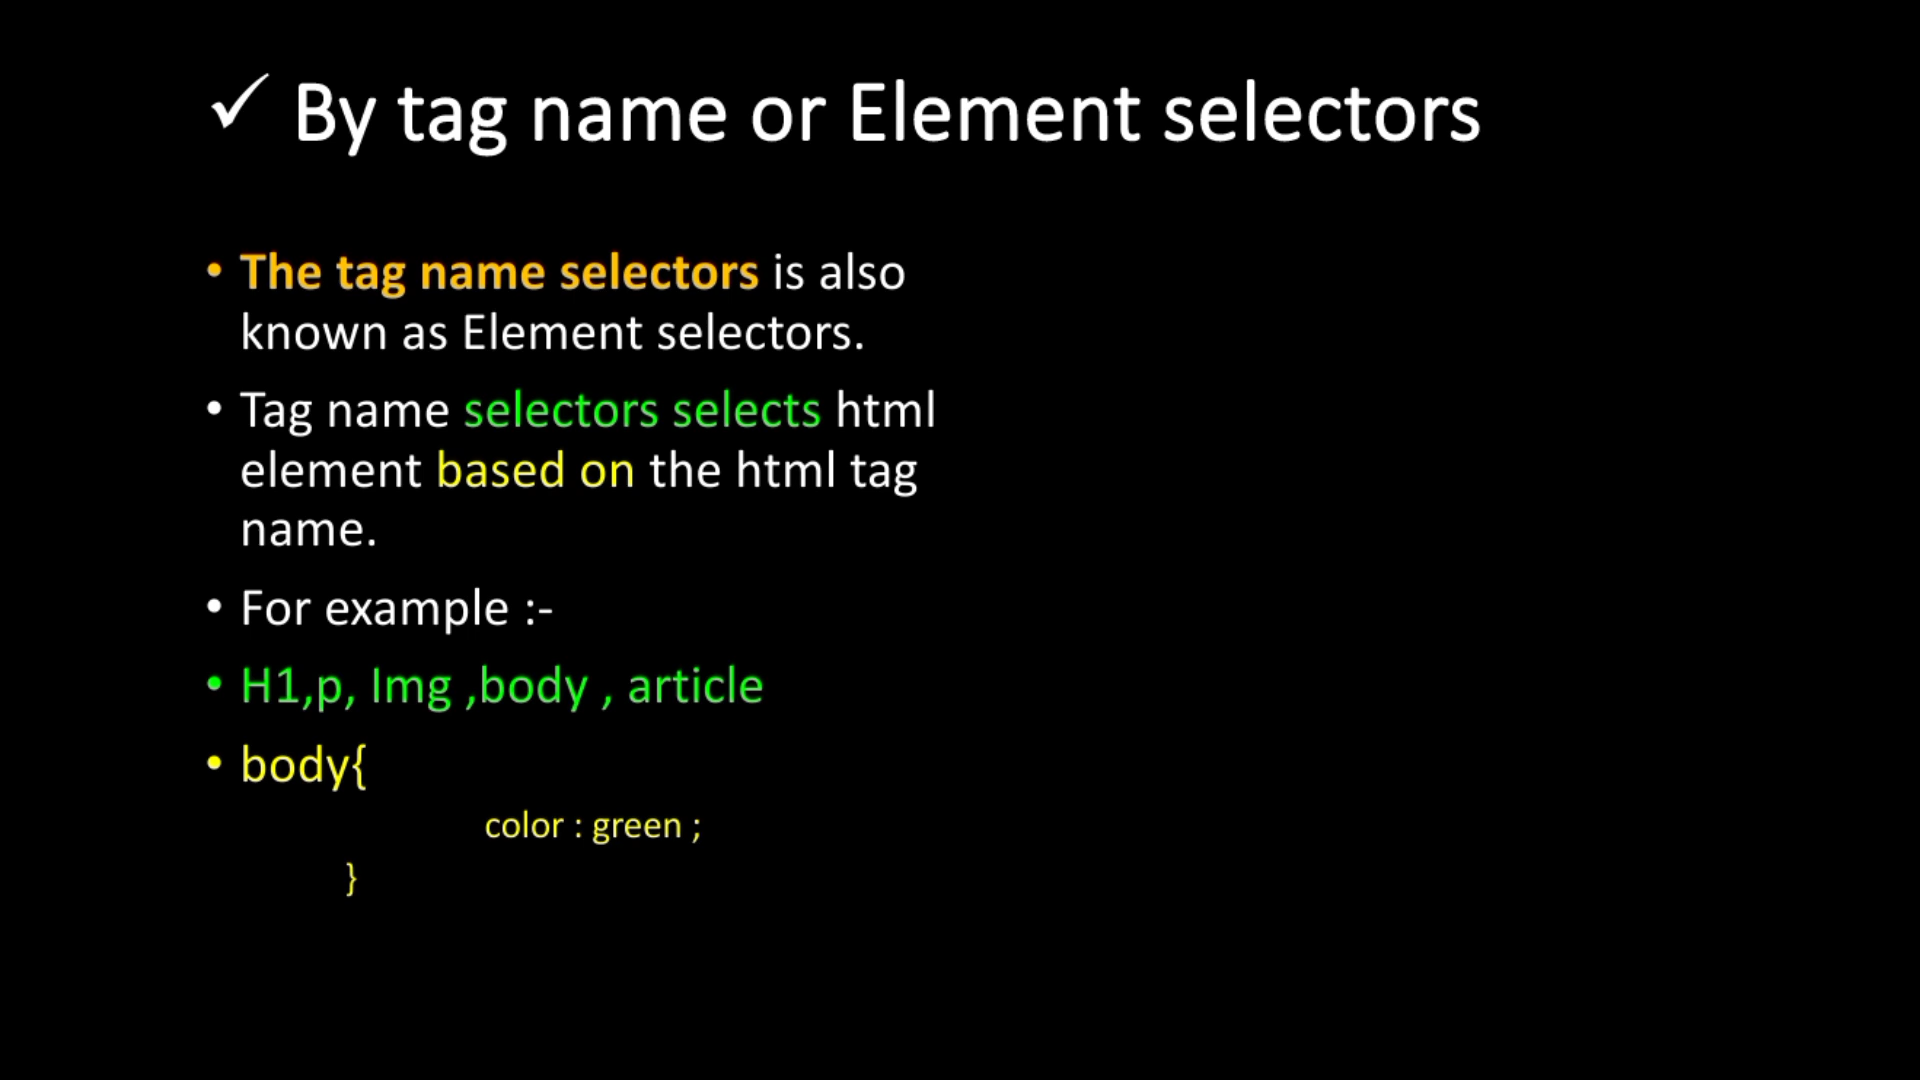 ✓ By tag name or Element selectors
• The tag name selectors is also
known as Element selectors.
• Tag name selectors selects html
element based on the html tag
name.
• For example :-
• H1,p, Img ,body , article
• body{
color : green ;
}